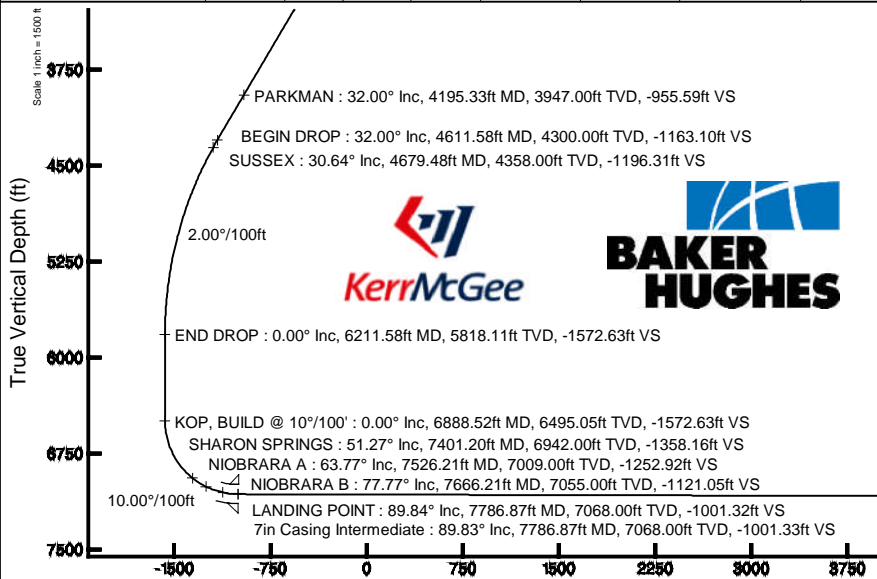 Scale 1 inch = 1500 ft
True Vertical Depth (ft)
3750
4500
5250
6000
6750
7500
PARKMAN : 32.00° Inc, 4195.33ft MD, 3947.00ft TVD, -955.59ft VS
BEGIN DROP : 32.00° Inc, 4611.58ft MD, 4300.00ft TVD, -1163.10ft VS
SUSSEX : 30.64° Inc, 4679.48ft MD, 4358.00ft TVD, -1196.31ft VS
2.00°/100ft
KerrMcGee
BAKER
HUGHES
END DROP : 0.00° Inc, 6211.58ft MD, 5818.11ft TVD, -1572.63ft VS
KOP, BUILD @ 10°/100' : 0.00° Inc, 6888.52ft MD, 6495.05ft TVD, -1572.63ft VS
SHARON SPRINGS : 51.27° Inc, 7401.20ft MD, 6942.00ft TVD, -1358.16ft VS
NIOBRARA A : 63.77° Inc, 7526.21ft MD, 7009.00ft TVD, -1252.92ft VS
NIOBRARA B : 77.77° Inc, 7666.21ft MD, 7055.00ft TVD, -1121.05ft VS
10.00°/100ft
LANDING POINT : 89.84° Inc, 7786.87ft MD, 7068.00ft TVD, -1001.32ft VS
7in Casing Intermediate : 89.83° Inc, 7786.87ft MD, 7068.00ft TVD, -1001.33ft VS
-1500 -750 0 750 1500 2250 3000 3750